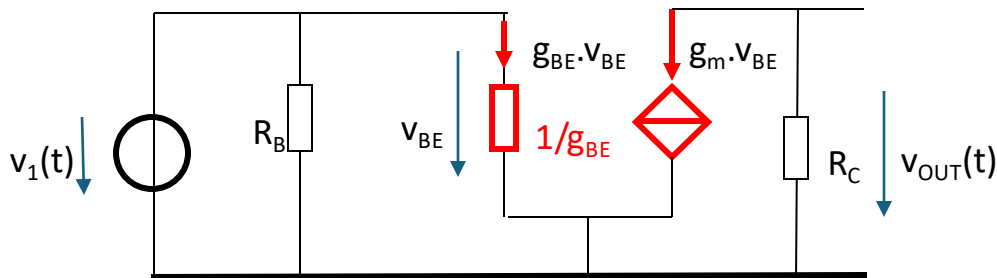 g_BE.v_BE
g_m.v_BE
v_1(t)
R_B
v_BE
1/g_BE
R_C
v_OUT(t)